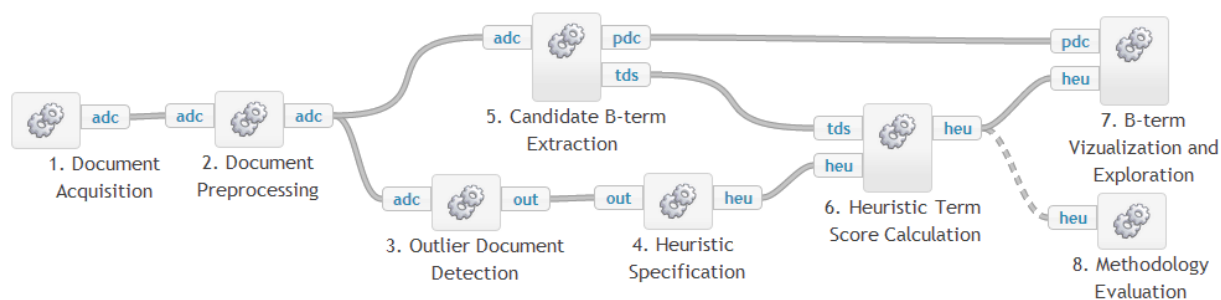 adc
pdc
tds
5. Candidate B-term
Extraction
pdc
heu
7. B-term
Vizualization and
Exploration
adc
1. Document
Acquisition
adc
adc
2. Document
Preprocessing
adc
out
3. Outlier Document
Detection
out
heu
4. Heuristic
Specification
tds
heu
heu
6. Heuristic Term
Score Calculation
heu
8. Methodology
Evaluation